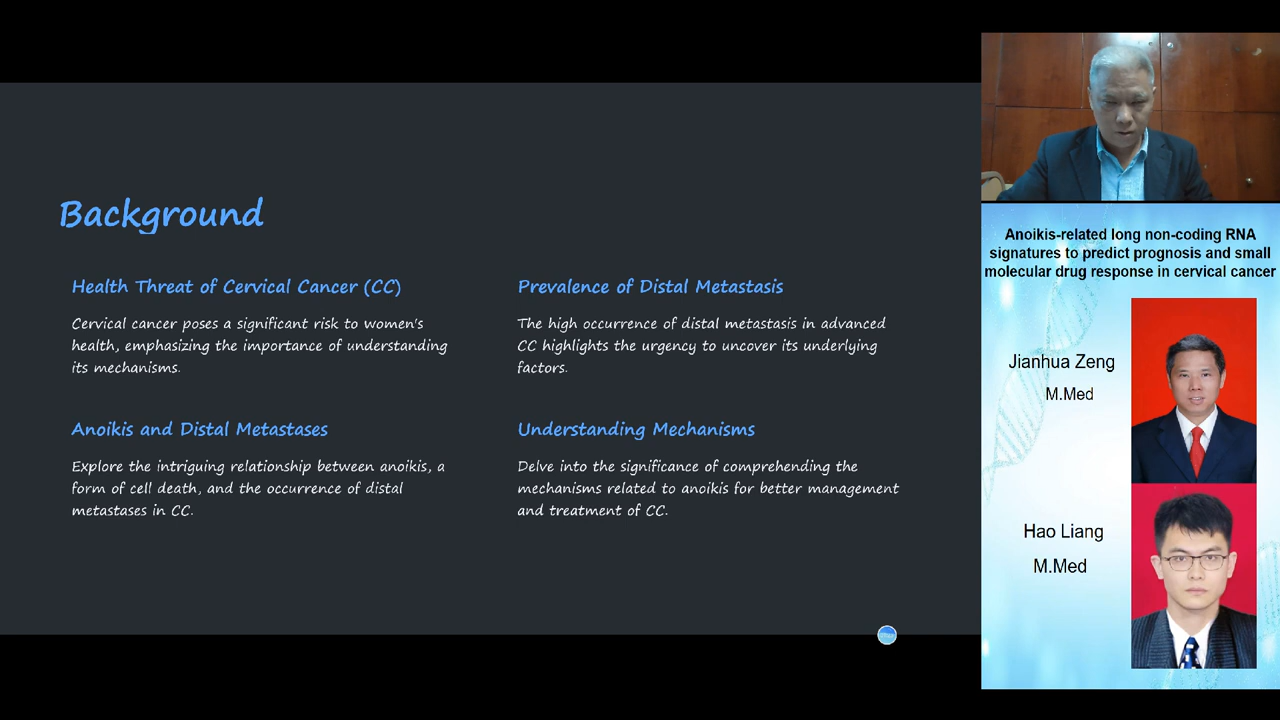 Background
Health Threat of Cervical Cancer (CC)
Cervical cancer poses a significant risk to women's
health, emphasizing the importance of understanding
its mechanisms.
Prevalence of Distal Metastasis
The high occurrence of distal metastasis in advanced
CC highlights the urgency to uncover its underlying
factors.
Anoikis and Distal Metastases
Explore the intriguing relationship between anoikis, a
form of cell death, and the occurrence of distal
metastases in CC.
Understanding Mechanisms
Delve into the significance of comprehending the
mechanisms related to anoikis for better management
and treatment of CC.
Anoikis-related long non-coding RNA
signatures to predict prognosis and small
molecular drug response in cervical cancer
Jianhua Zeng
M.Med
Hao Liang
M.Med